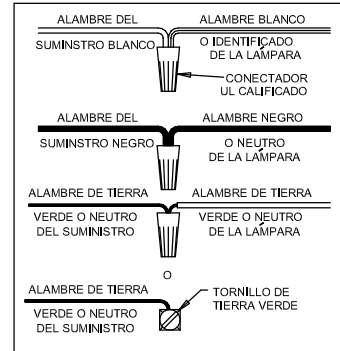 ALAMBRE DEL ALAMBRE BLANCO
SUMINSTRO BLANCO O IDENTIFICADO
DE LA LÁMPARA
CONECTADOR
UL CALIFICADO
ALAMBRE DEL ALAMBRE NEGRO
SUMINSTRO NEGRO O NEUTRO
DE LA LÁMPARA
ALAMBRE DE TIERRA ALAMBRE DE TIERRA
VERDE O NEUTRO VERDE O NEUTRO
DEL SUMINISTRO DE LA LÁMPARA
O
ALAMBRE DE TIERRA TORNILLO DE
VERDE O NEUTRO TIERRA VERDE
DEL SUMINISTRO